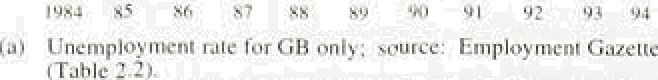 1984 85 86 87 88 89 90 91 92 93 94
(a) Unemployment rate for GB only; source: Employment Gazette
(Table 2.2).